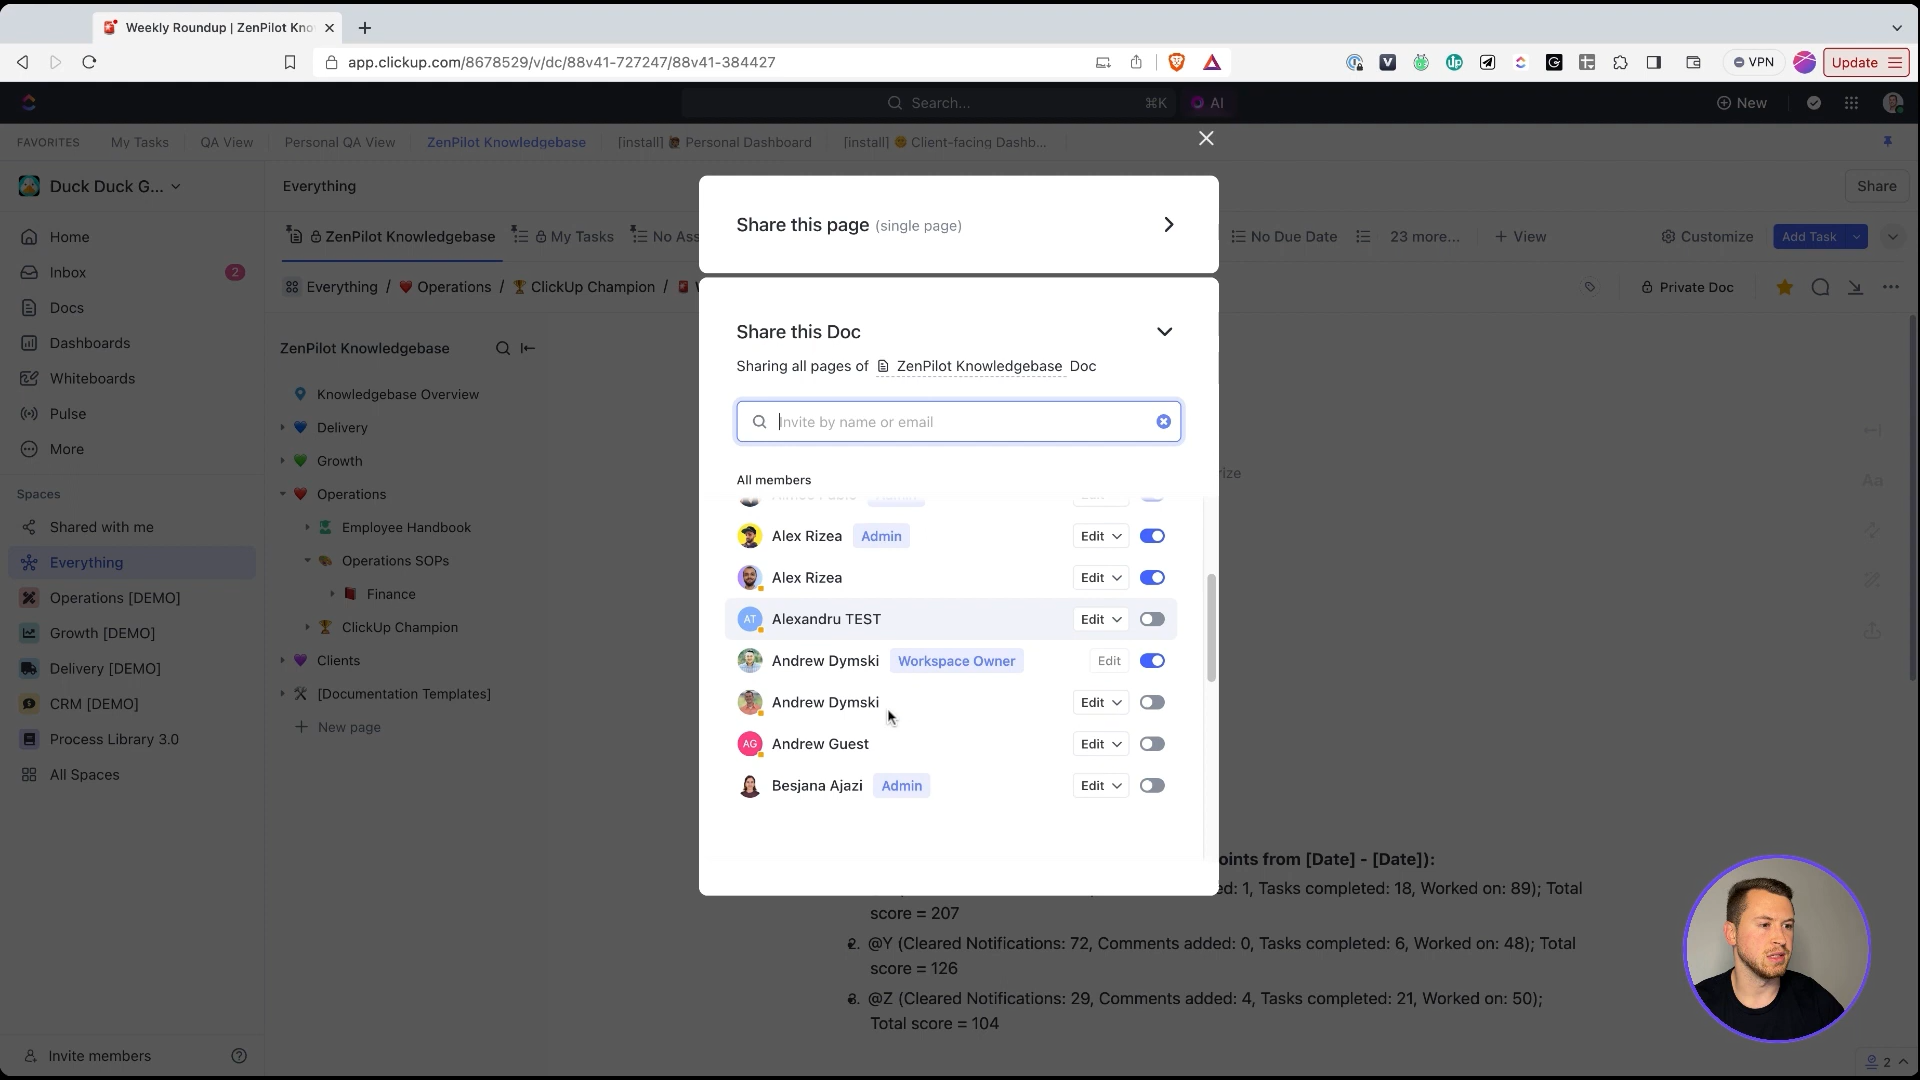 Weekly Roundup | ZenPilot Kno
app.clickup.com/8678529/v/dc/88v41-727247/88v41-384427
VPN
Update
Search...
⌘K
AI
New
FAVORITES
My Tasks
QA View
Personal QA View
ZenPilot Knowledgebase
[install] Personal Dashboard
[install] Client-facing Dashb...
Duck Duck G...
Everything
Share
Home
Inbox
2
Docs
Dashboards
Whiteboards
Pulse
More
Spaces
Shared with me
Everything
Operations [DEMO]
Growth [DEMO]
Delivery [DEMO]
CRM [DEMO]
Process Library 3.0
All Spaces
Invite members
ZenPilot Knowledgebase
My Tasks
No Ass
No Due Date
23 more...
+ View
Customize
Add Task
Everything / Operations / ClickUp Champion /
Private Doc
ZenPilot Knowledgebase
Knowledgebase Overview
Delivery
Growth
Operations
Employee Handbook
Operations SOPs
Finance
ClickUp Champion
Clients
[Documentation Templates]
New page
Share this page (single page)
Share this Doc
Sharing all pages of ZenPilot Knowledgebase Doc
Invite by name or email
All members
Alex Rizea Admin Edit
Alex Rizea Edit
AT Alexandru TEST Edit
Andrew Dymski Workspace Owner Edit
Andrew Dymski Edit
AG Andrew Guest Edit
Besjana Ajazi Admin Edit
rize
Aa
oints from [Date] - [Date]):
ed: 1, Tasks completed: 18, Worked on: 89); Total
score = 207
2. @Y (Cleared Notifications: 72, Comments added: 0, Tasks completed: 6, Worked on: 48); Total
score = 126
3. @Z (Cleared Notifications: 29, Comments added: 4, Tasks completed: 21, Worked on: 50);
Total score = 104
2